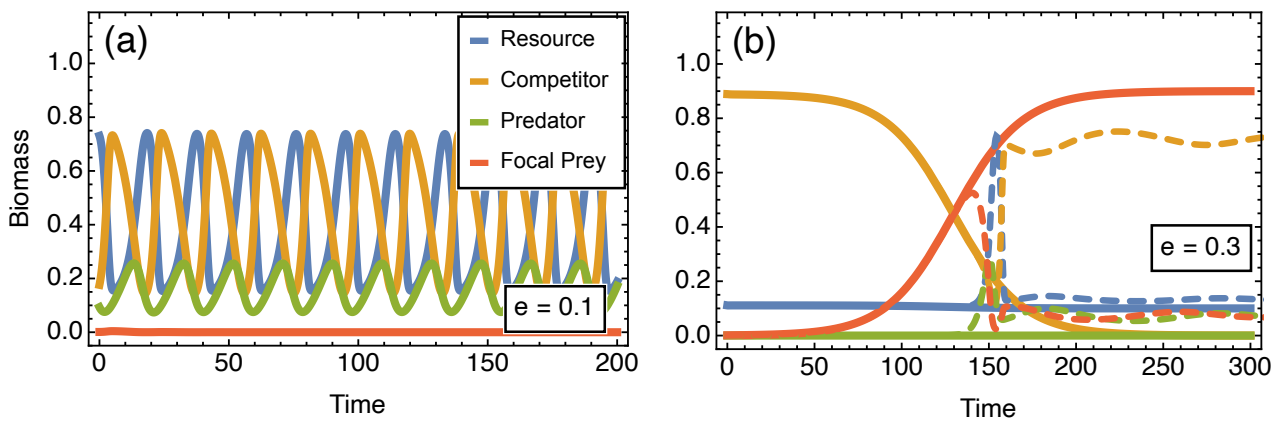 (a)
Resource
Competitor
Predator
Focal Prey
1.0
0.8
0.6
0.4
0.2
0.0
Biomass
e = 0.1
0 50 100 150 200
Time
(b)
1.0
0.8
0.6
0.4
0.2
0.0
e = 0.3
0 50 100 150 200 250 300
Time